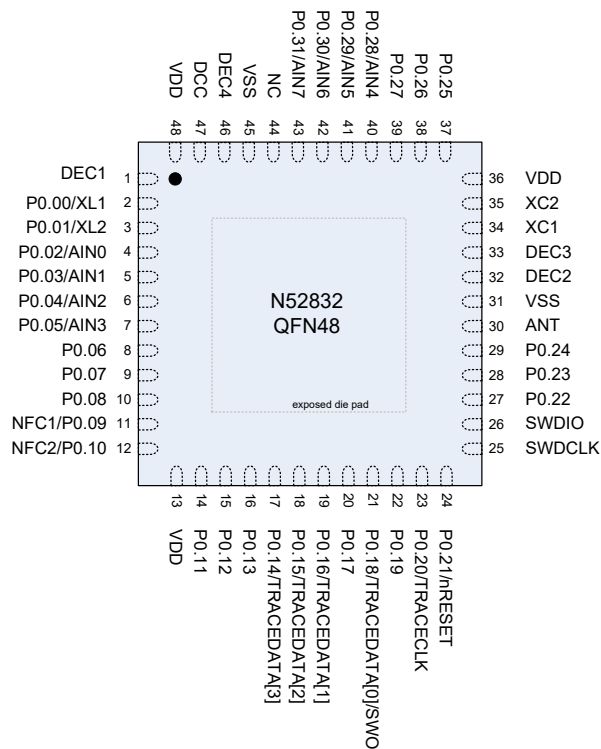 P0.31/AIN7
P0.30/AIN6
P0.29/AIN5
P0.28/AIN4
P0.27
P0.26
P0.25
VDD
DCC
DEC4
VSS
NC
48 47 46 45 44 43 42 41 40 39 38 37
DEC1 1
P0.00/XL1 2
P0.01/XL2 3
P0.02/AIN0 4
P0.03/AIN1 5
P0.04/AIN2 6
P0.05/AIN3 7
P0.06 8
P0.07 9
P0.08 10
NFC1/P0.09 11
NFC2/P0.10 12
N52832
QFN48
exposed die pad
36 VDD
35 XC2
34 XC1
33 DEC3
32 DEC2
31 VSS
30 ANT
29 P0.24
28 P0.23
27 P0.22
26 SWDIO
25 SWDCLK
13 14 15 16 17 18 19 20 21 22 23 24
VDD
P0.11
P0.12
P0.13
P0.14/TRACEDATA[3]
P0.15/TRACEDATA[2]
P0.16/TRACEDATA[1]
P0.17
P0.18/TRACEDATA[0]/SWO
P0.19
P0.20/TRACECLK
P0.21/nRESET